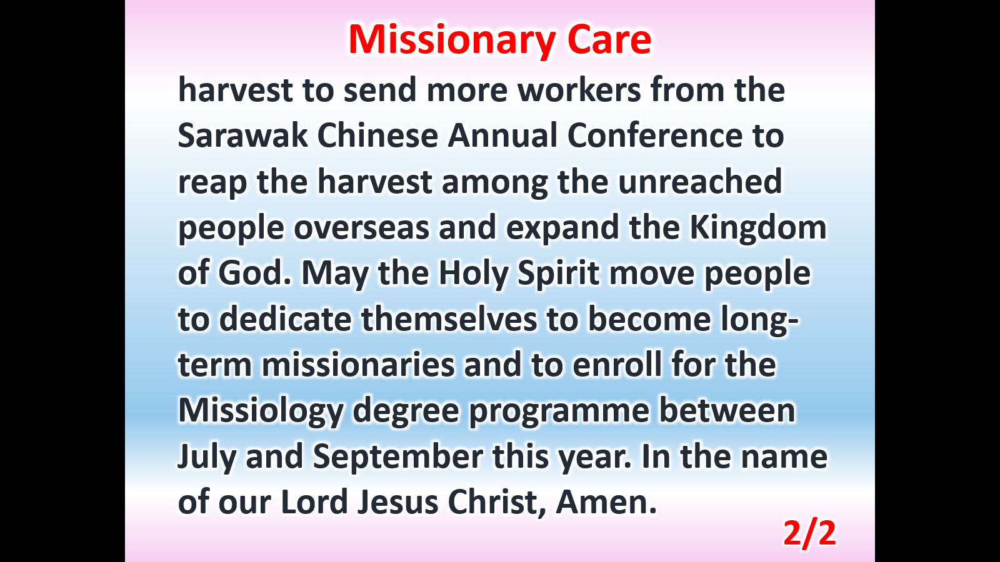 Missionary Care
harvest to send more workers from the
Sarawak Chinese Annual Conference to
reap the harvest among the unreached
people overseas and expand the Kingdom
of God. May the Holy Spirit move people
to dedicate themselves to become long-
term missionaries and to enroll for the
Missiology degree programme between
July and September this year. In the name
of our Lord Jesus Christ, Amen.
2/2